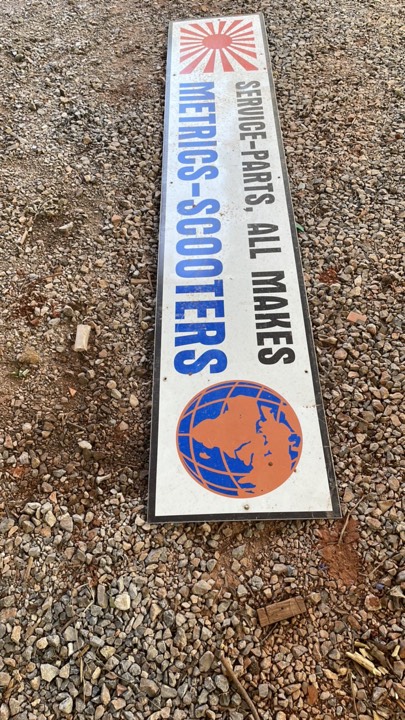 SERVICE-PARTS, ALL MAKES
METRICS-SCOOTERS